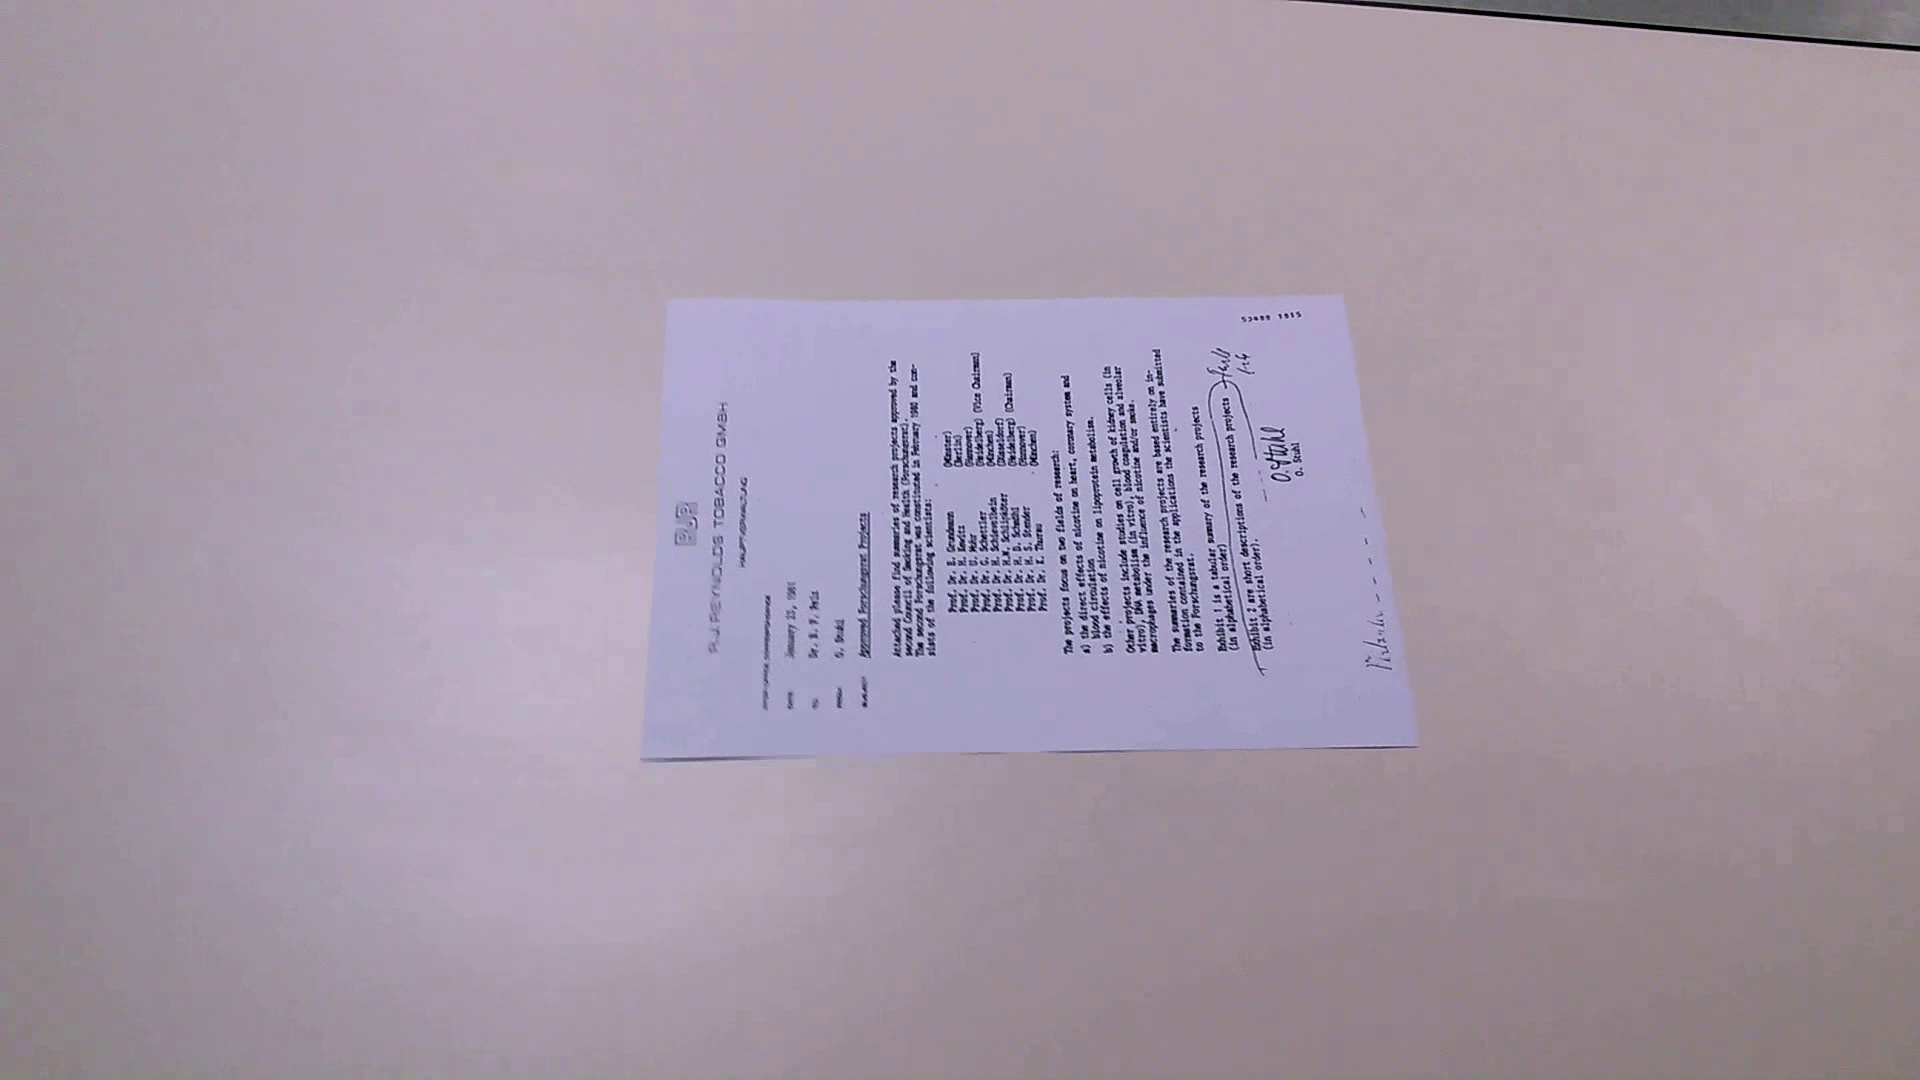 RJR
R.J. REYNOLDS TOBACCO GMBH
HAUPTVERWALTUNG
INTER-OFFICE CORRESPONDENCE
DATE January 23, 1981
TO: Dr.
FROM: O. Stuhl
SUBJECT Approved Forschungsrat Projects
Attached please find summaries of research projects approved by the
second Council of Smoking and Health (Forschungsrat).
The second Forschungsrat was constituted in February 1980 and con-
sists of the following scientists:
Prof. Dr. E. Grundmann (Münster)
Prof. Dr. H. Kewitz (Berlin)
Prof. Dr. U. Mohr (Hannover)
Prof. Dr. G. Schettler (Heidelberg) (Vice Chairman)
Prof. Dr. H. Schievelbein (München)
Prof. Dr. H.W. Schlipköter (Düsseldorf)
Prof. Dr. H. D. Schmähl (Heidelberg) (Chairman)
Prof. Dr. H. S. Stender (Hannover)
Prof. Dr. K. Thurau (München)
The projects focus on two fields of research:
a) the direct effects of nicotine on heart, coronary system and
blood circulation
b) the effects of nicotine on lipoprotein metabolism.
Other projects include studies on cell growth of kidney cells (in
vitro), DNA metabolism (in vitro), blood coagulation and alveolar
macrophages under the influence of nicotine and/or smoke.
The summaries of the research projects are based entirely on in-
formation contained in the applications the scientists have submitted
to the Forschungsrat.
Exhibit 1 is a tabular summary of the research projects
(in alphabetical order)
Exhibit 2 are short descriptions of the research projects
(in alphabetical order).
O. Stuhl
O. Stuhl